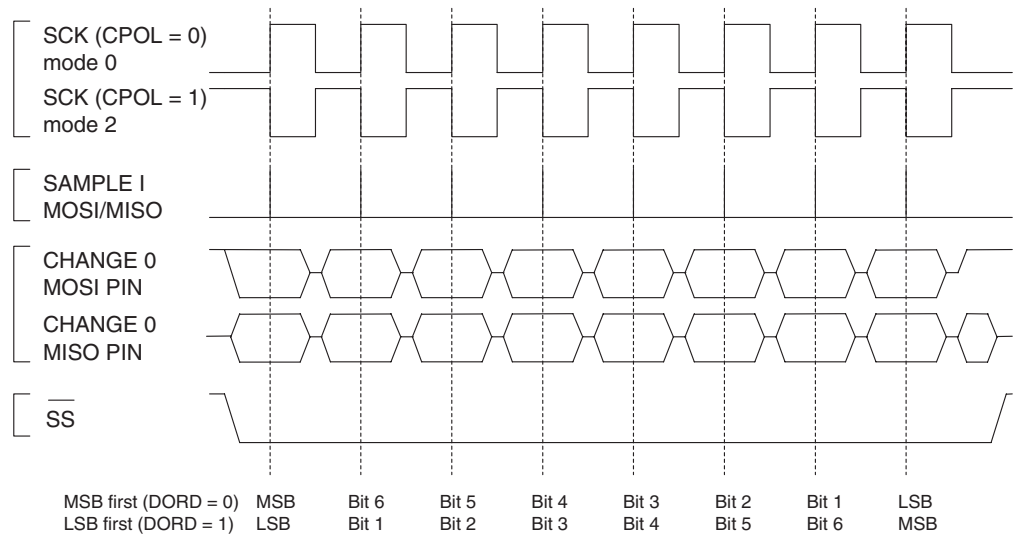 SCK (CPOL = 0)
mode 0
SCK (CPOL = 1)
mode 2
SAMPLE I
MOSI/MISO
CHANGE 0
MOSI PIN
CHANGE 0
MISO PIN
SS
MSB first (DORD = 0) MSB Bit 6 Bit 5 Bit 4 Bit 3 Bit 2 Bit 1 LSB
LSB first (DORD = 1) LSB Bit 1 Bit 2 Bit 3 Bit 4 Bit 5 Bit 6 MSB